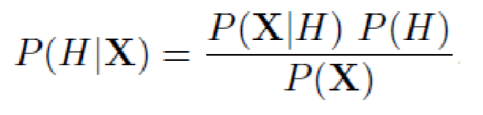 P(H|X) = P(X|H) P(H) / P(X)